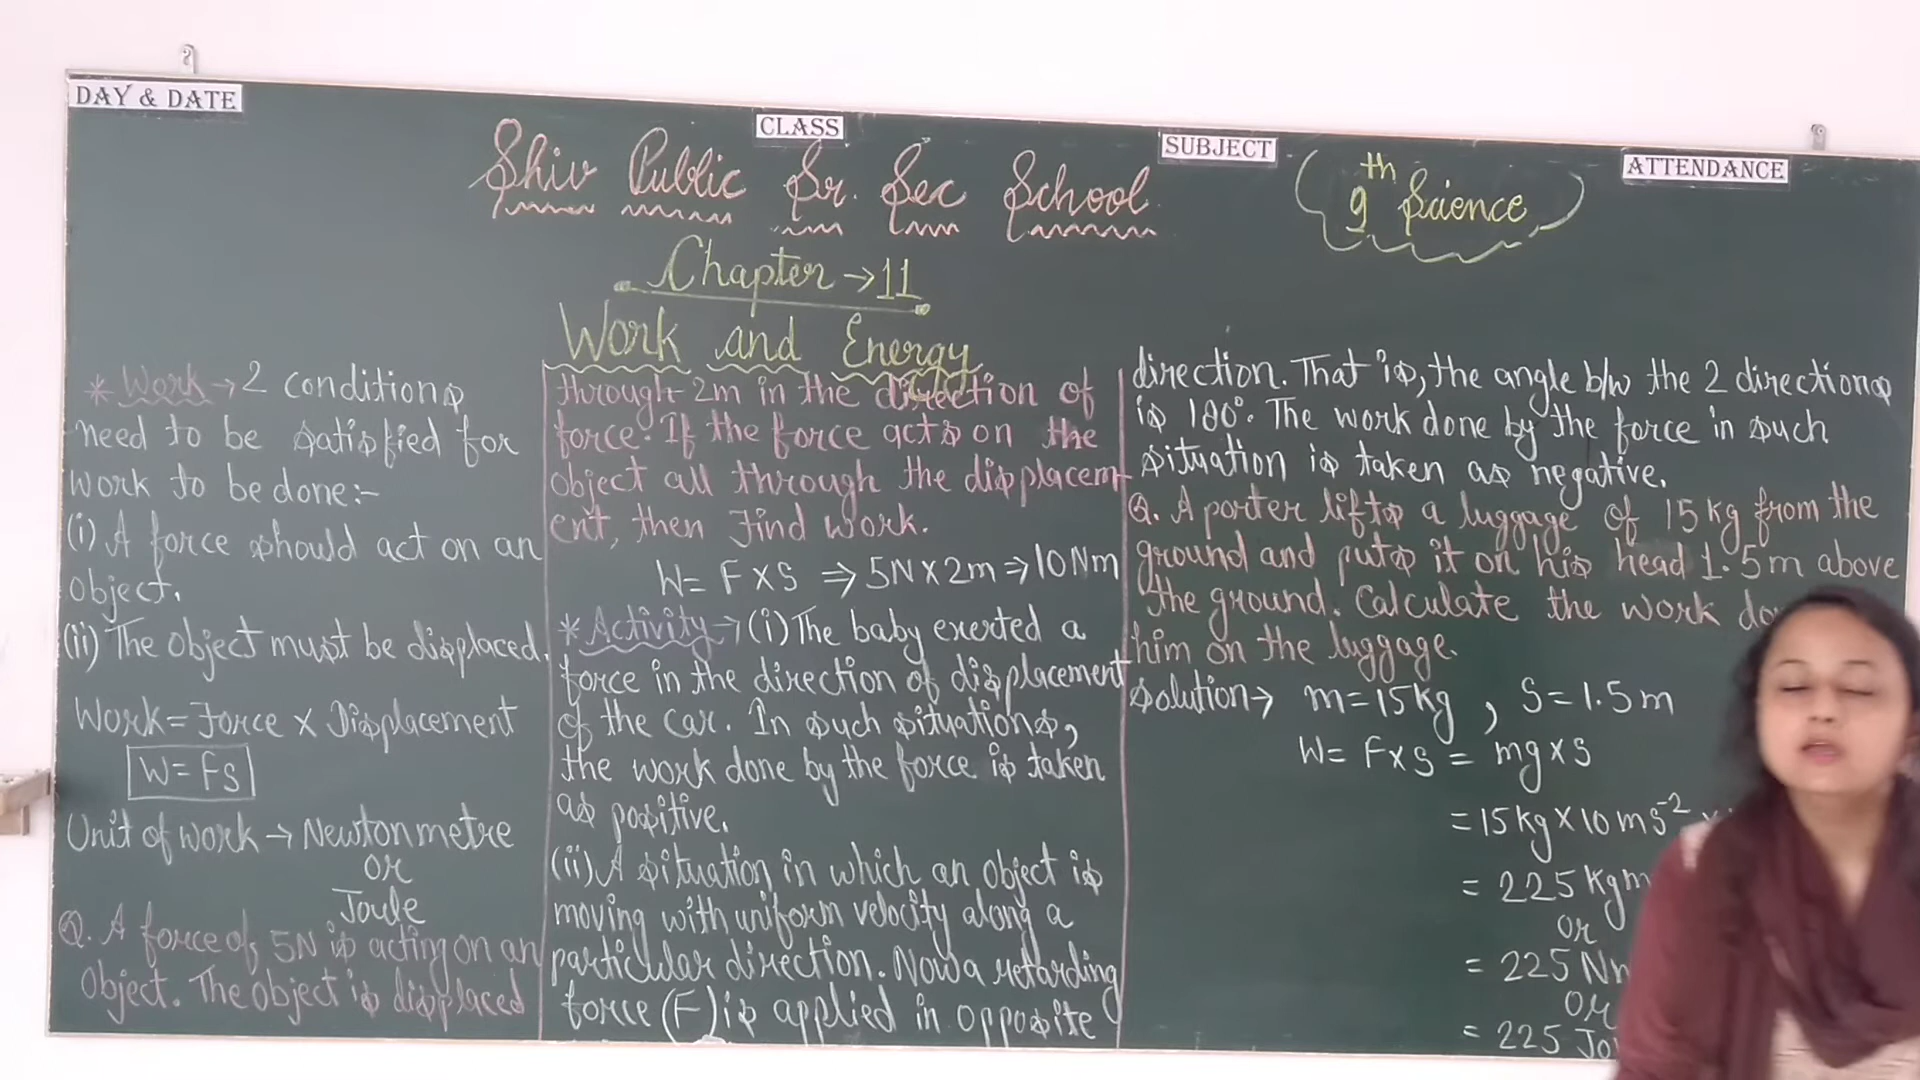 DAY & DATE
CLASS
SUBJECT
ATTENDANCE
Shiv Public Sr. Sec School
9th Science
Chapter →11
Work and Energy
* Work → 2 conditions
need to be satisfied for
work to be done:-
(i) A force should act on an
object.
(ii) The object must be displaced.
Work = Force × Displacement
W = FS
Unit of work → Newton metre
or
Joule
Q. A force of 5N is acting on an
object. The object is displaced
through 2m in the direction of
force. If the force acts on the
object all through the displacem-
ent, then find work.
W = F × S ⇒ 5N × 2m ⇒ 10 Nm
* Activity → (i) The baby exerted a
force in the direction of displacement
of the car. In such situations,
the work done by the force is taken
as positive.
(ii) A situation in which an object is
moving with uniform velocity along a
particular direction. Now a retarding
force (F) is applied in opposite
direction. That is, the angle b/w the 2 directions
is 180°. The work done by the force in such
situation is taken as negative.
Q. A porter lifts a luggage of 15 kg from the
ground and puts it on his head 1.5m above
the ground. Calculate the work
him on the luggage.
Solution → m = 15 kg , S = 1.5 m
W = F × S = mg × S
= 15 kg × 10 ms⁻² ×
= 225 kgm
or
= 225 N
or
= 225